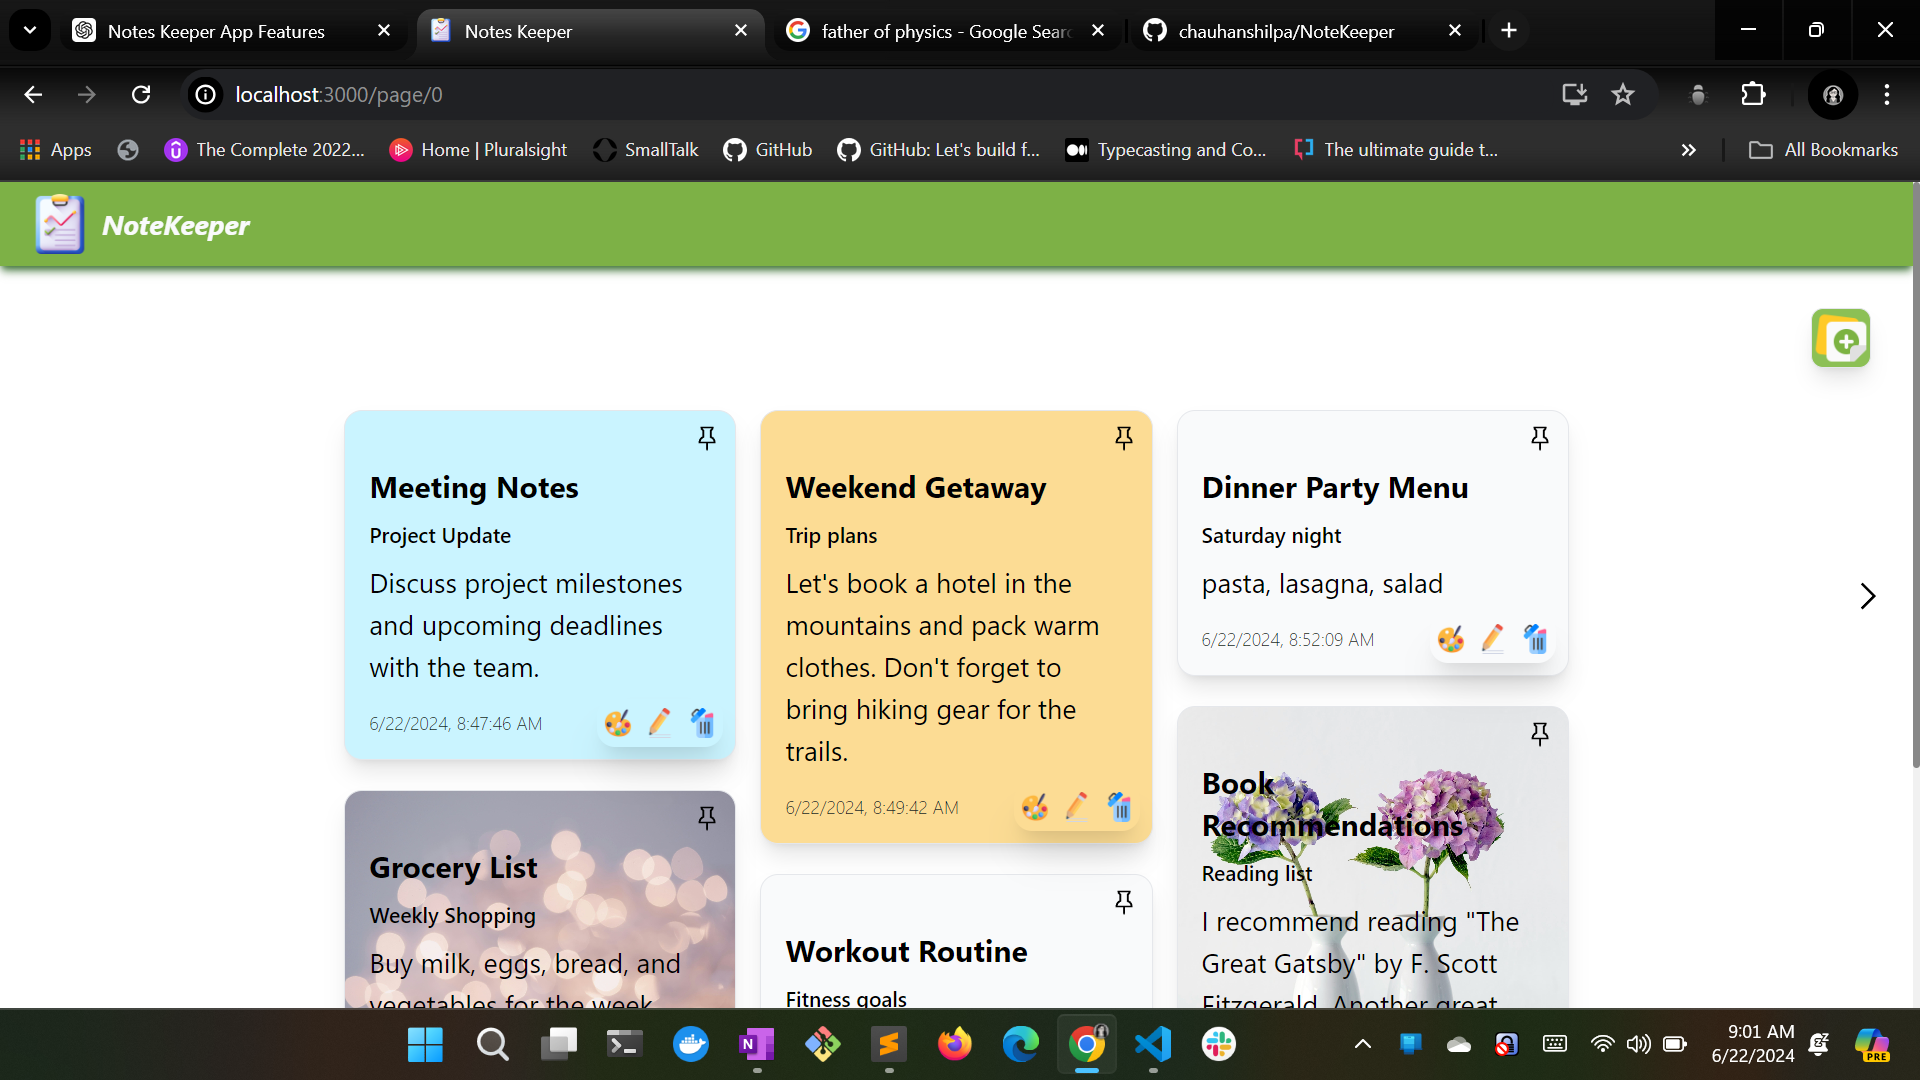 Notes Keeper App Features
Notes Keeper
father of physics - Google Searc
chauhanshilpa/NoteKeeper
localhost:3000/page/0
Apps
The Complete 2022...
Home | Pluralsight
SmallTalk
GitHub
GitHub: Let's build f...
Typecasting and Co...
The ultimate guide t...
All Bookmarks
NoteKeeper
Meeting Notes
Project Update
Discuss project milestones
and upcoming deadlines
with the team.
6/22/2024, 8:47:46 AM
Grocery List
Weekly Shopping
Buy milk, eggs, bread, and
vegetables for the week
Weekend Getaway
Trip plans
Let's book a hotel in the
mountains and pack warm
clothes. Don't forget to
bring hiking gear for the
trails.
6/22/2024, 8:49:42 AM
Workout Routine
Fitness goals
Dinner Party Menu
Saturday night
pasta, lasagna, salad
6/22/2024, 8:52:09 AM
Book
Recommendations
Reading list
I recommend reading "The
Great Gatsby" by F. Scott
Fitzgerald. Another great
9:01 AM
6/22/2024
PRE